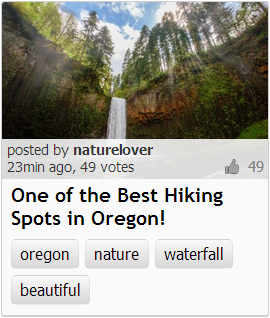 posted by naturelover
23min ago, 49 votes 49
One of the Best Hiking
Spots in Oregon!
oregon nature waterfall
beautiful